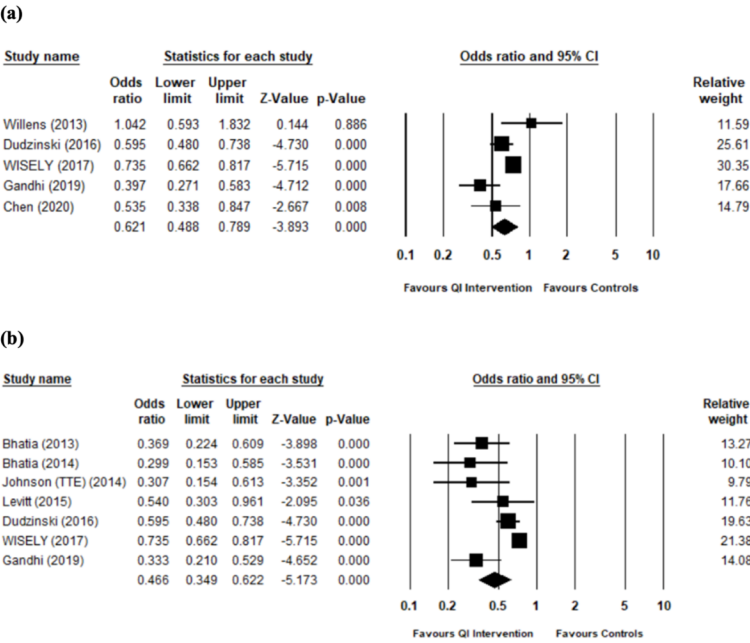 (a)
Study name Statistics for each study Odds ratio and 95% CI
Odds Lower Upper Relative
ratio limit limit Z-Value p-Value weight
Willens (2013) 1.042 0.593 1.832 0.144 0.886 11.59
Dudzinski (2016) 0.595 0.480 0.738 -4.730 0.000 25.61
WISELY (2017) 0.735 0.662 0.817 -5.715 0.000 30.35
Gandhi (2019) 0.397 0.271 0.583 -4.712 0.000 17.66
Chen (2020) 0.535 0.338 0.847 -2.667 0.008 14.79
0.621 0.488 0.789 -3.893 0.000
0.1 0.2 0.5 1 2 5 10
Favours QI Intervention Favours Controls
(b)
Study name Statistics for each study Odds ratio and 95% CI
Odds Lower Upper Relative
ratio limit limit Z-Value p-Value weight
Bhatia (2013) 0.369 0.224 0.609 -3.898 0.000 13.27
Bhatia (2014) 0.299 0.153 0.585 -3.531 0.000 10.10
Johnson (TTE) (2014) 0.307 0.154 0.613 -3.352 0.001 9.79
Levitt (2015) 0.540 0.303 0.961 -2.095 0.036 11.76
Dudzinski (2016) 0.595 0.480 0.738 -4.730 0.000 19.63
WISELY (2017) 0.735 0.662 0.817 -5.715 0.000 21.38
Gandhi (2019) 0.333 0.210 0.529 -4.652 0.000 14.08
0.466 0.349 0.622 -5.173 0.000
0.1 0.2 0.5 1 2 5 10
Favours QI Intervention Favours Controls